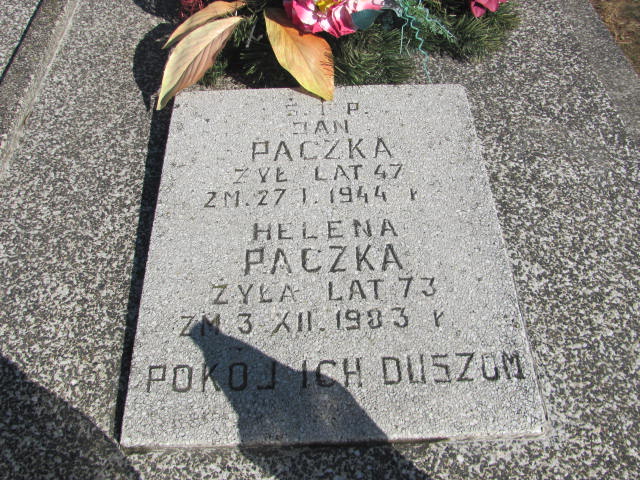 Ś. † P.
JAN
PACZKA
ŻYŁ LAT 47
ZM. 27 I. 1944 r
HELENA
PACZKA
ŻYŁA LAT 73
ZM 3 XII. 1983 r
POKÓJ ICH DUSZOM